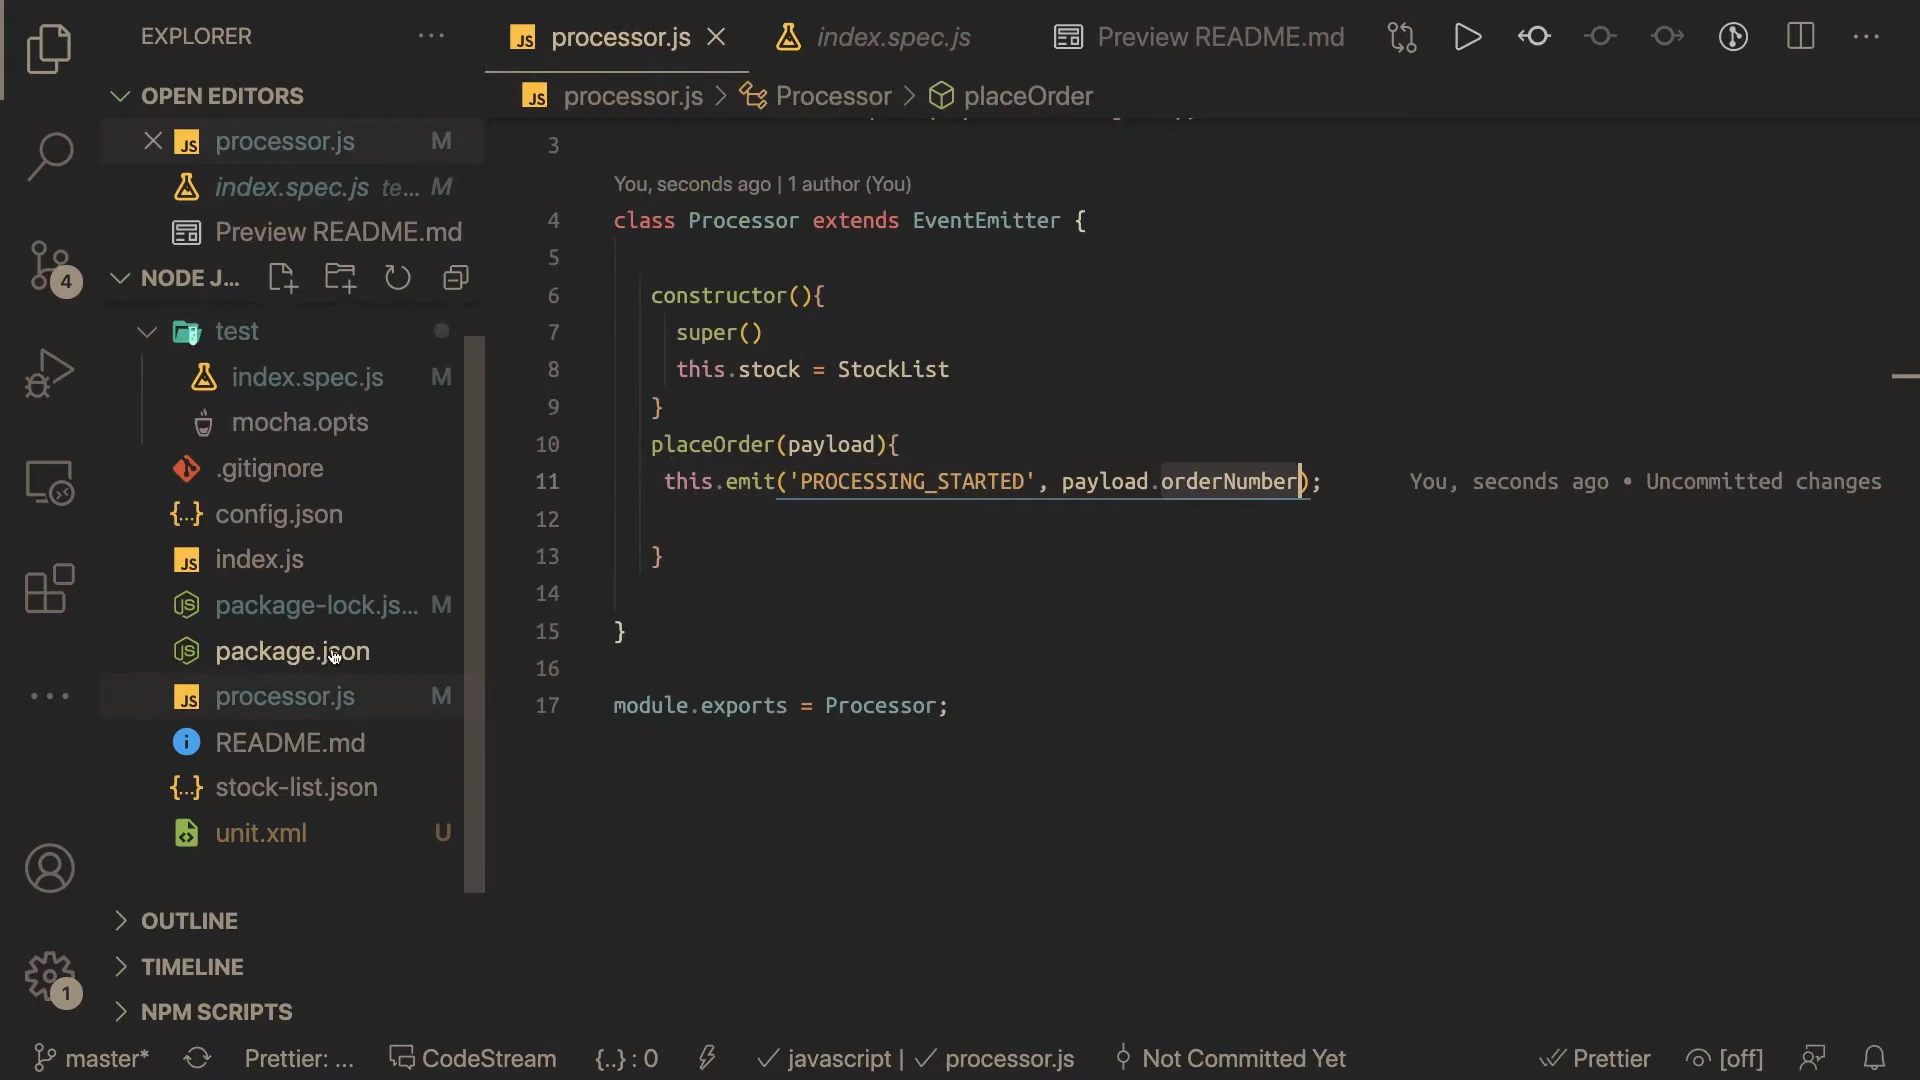 EXPLORER
processor.js
index.spec.js
Preview README.md
OPEN EDITORS
processor.js > Processor > placeOrder
processor.js M
index.spec.js te... M
Preview README.md
NODE J...
test
index.spec.js M
mocha.opts
.gitignore
config.json
index.js
package-lock.js... M
package.json
processor.js M
README.md
stock-list.json
unit.xml U
OUTLINE
TIMELINE
NPM SCRIPTS
3
You, seconds ago | 1 author (You)
4 class Processor extends EventEmitter {
5
6 constructor(){
7 super()
8 this.stock = StockList
9 }
10 placeOrder(payload){
11 this.emit('PROCESSING_STARTED', payload.orderNumber); You, seconds ago • Uncommitted changes
12
13 }
14
15 }
16
17 module.exports = Processor;
4
1
master* Prettier: ... CodeStream {..} : 0 javascript | processor.js Not Committed Yet Prettier [off]